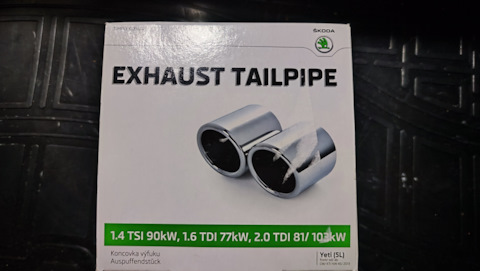 ŠKODA
EXHAUST TAILPIPE
1.4 TSI 90kW, 1.6 TDI 77kW, 2.0 TDI 81/ 103kW
Koncovka výfuku
Auspuffendstück
Yeti (5L)